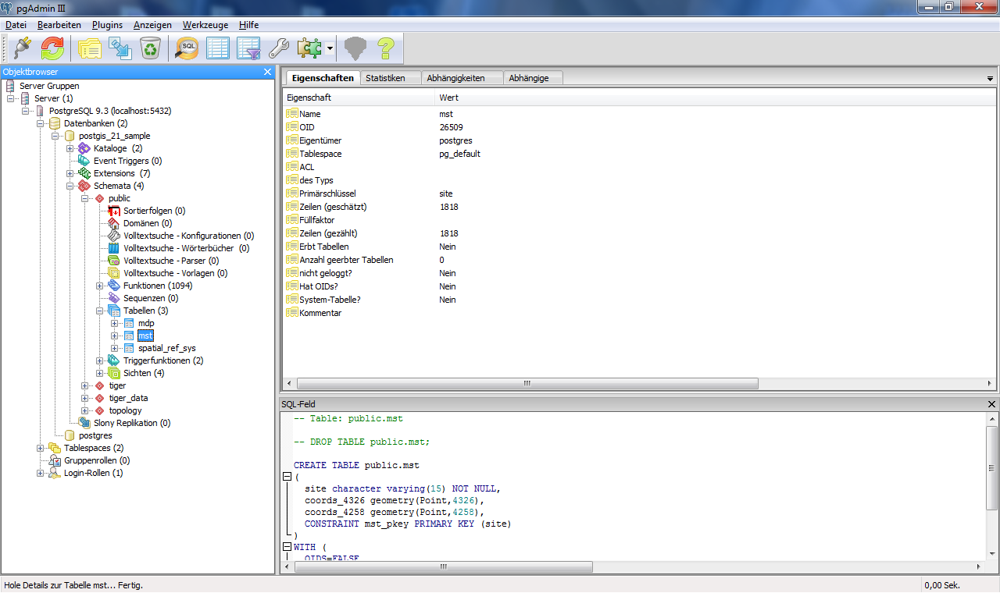 pgAdmin III
Datei Bearbeiten Plugins Anzeigen Werkzeuge Hilfe
SQL
Objektbrowser
Server Gruppen
Server (1)
PostgreSQL 9.3 (localhost:5432)
Datenbanken (2)
postgis_21_sample
Kataloge (2)
Event Triggers (0)
Extensions (7)
Schemata (4)
public
Sortierfolgen (0)
Domänen (0)
Volltextsuche - Konfigurationen (0)
Volltextsuche - Wörterbücher (0)
Volltextsuche - Parser (0)
Volltextsuche - Vorlagen (0)
Funktionen (1094)
Sequenzen (0)
Tabellen (3)
mdp
mst
spatial_ref_sys
Triggerfunktionen (2)
Sichten (4)
tiger
tiger_data
topology
Slony Replikation (0)
postgres
Tablespaces (2)
Gruppenrollen (0)
Login-Rollen (1)
Eigenschaften Statistiken Abhängigkeiten Abhängige
Eigenschaft Wert
Name mst
OID 26509
Eigentümer postgres
Tablespace pg_default
ACL
des Typs
Primärschlüssel site
Zeilen (geschätzt) 1818
Füllfaktor
Zeilen (gezählt) 1818
Erbt Tabellen Nein
Anzahl geerbter Tabellen 0
nicht geloggt? Nein
Hat OIDs? Nein
System-Tabelle? Nein
Kommentar
SQL-Feld
-- Table: public.mst
-- DROP TABLE public.mst;
CREATE TABLE public.mst
(
site character varying(15) NOT NULL,
coords_4326 geometry(Point,4326),
coords_4258 geometry(Point,4258),
CONSTRAINT mst_pkey PRIMARY KEY (site)
)
WITH (
OIDS=FALSE
Hole Details zur Tabelle mst... Fertig. 0,00 Sek.